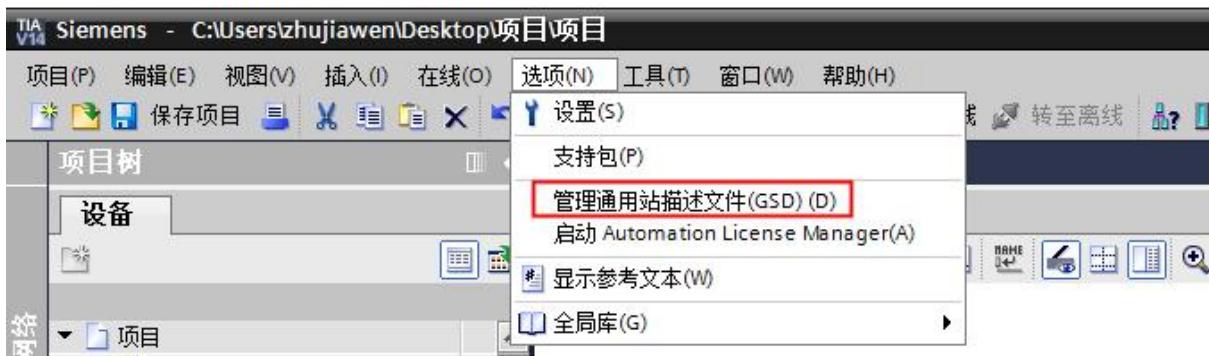 TIA V14 Siemens - C:\Users\zhujiawen\Desktop\项目\项目
项目(P) 编辑(E) 视图(V) 插入(I) 在线(O) 选项(N) 工具(T) 窗口(W) 帮助(H)
保存项目 设置(S) 转至离线
项目树 支持包(P)
管理通用站描述文件(GSD) (D)
设备 启动 Automation License Manager(A)
NAME
显示参考文本(W)
全局库(G)
项目